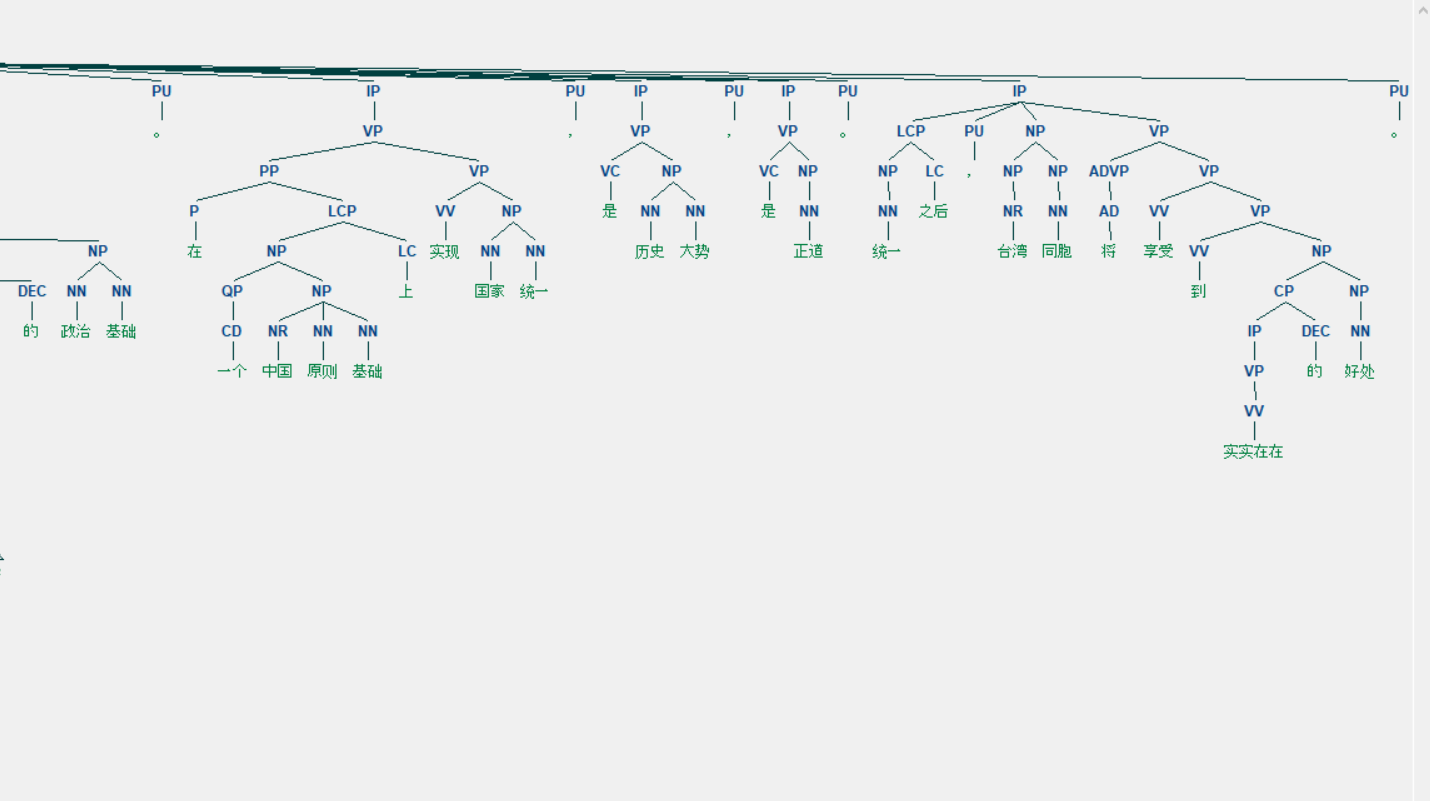 PU IP PU IP PU IP PU IP PU
。 VP , VP , VP 。 LCP PU NP VP 。
PP VP VC NP VC NP NP LC , NP NP ADVP VP
P LCP VV NP 是 NN NN 是 NN NN 之后 NR NN AD VV VP
NP 在 NP LC 实现 NN NN 历史 大势 正道 统一 台湾 同胞 将 享受 VV NP
DEC NN NN QP NP 上 国家 统一 到 CP NP
的 政治 基础 CD NR NN NN IP DEC NN
一个 中国 原则 基础 VP 的 好处
VV
实实在在